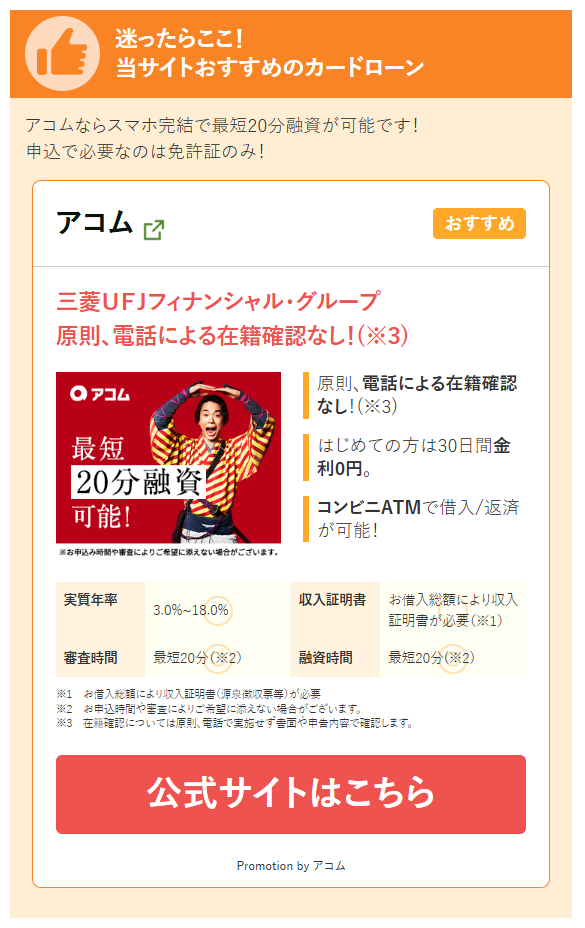 迷ったらここ！
当サイトおすすめのカードローン
アコムならスマホ完結で最短20分融資が可能です！
申込で必要なのは免許証のみ！
アコム
おすすめ
三菱UFJフィナンシャル・グループ
原則、電話による在籍確認なし！（※3）
アコム
最短
20分融資
可能！
※お申込み時間や審査によりご希望に添えない場合がございます。
原則、電話による在籍確認
なし！（※3）
はじめての方は30日間金
利0円。
コンビニATMで借入/返済
が可能！
実質年率
3.0%~18.0%
収入証明書
お借入総額により収入
証明書が必要（※1）
審査時間
最短20分（※2）
融資時間
最短20分（※2）
※1　お借入総額により収入証明書（源泉徴収票等）が必要
※2　お申込時間や審査によりご希望に添えない場合がございます。
※3　在籍確認については原則、電話で実施せず書面や申告内容で確認します。
公式サイトはこちら
Promotion by アコム